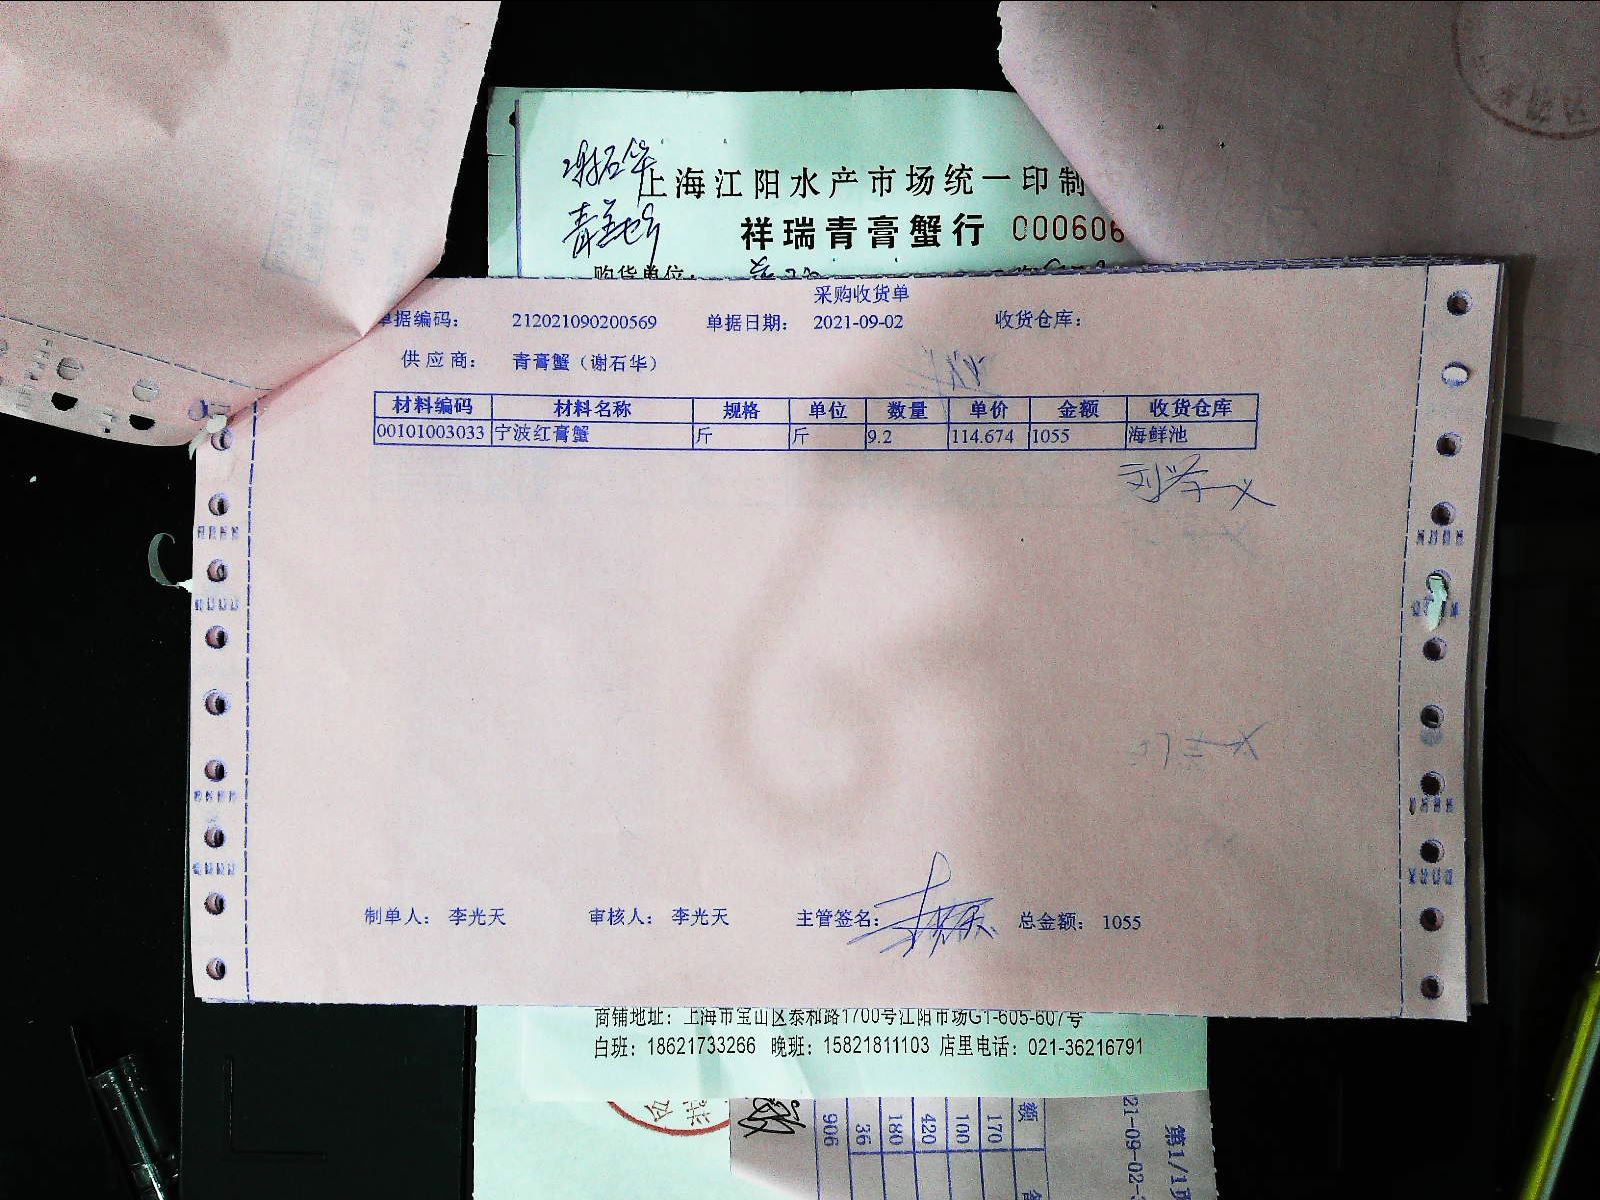 谢石华
上海江阳水产市场统一印制
青羔蛇
祥瑞青膏蟹行 000606
购货单位:
采购收货单
单据编码: 212021090200569 单据日期: 2021-09-02 收货仓库:
供应商: 青膏蟹（谢石华）
材料编码 材料名称 规格 单位 数量 单价 金额 收货仓库
00101003033 宁波红膏蟹 斤 斤 9.2 114.674 1055 海鲜池
制单人: 李光天 审核人: 李光天 主管签名: 总金额: 1055
商铺地址: 上海市宝山区泰和路1700号江阳市场G1-605-607号
白班: 18621733266 晚班: 15821811103 店里电话: 021-36216791
额
170
100
420
180
36
906
21-09-02
第1/1页